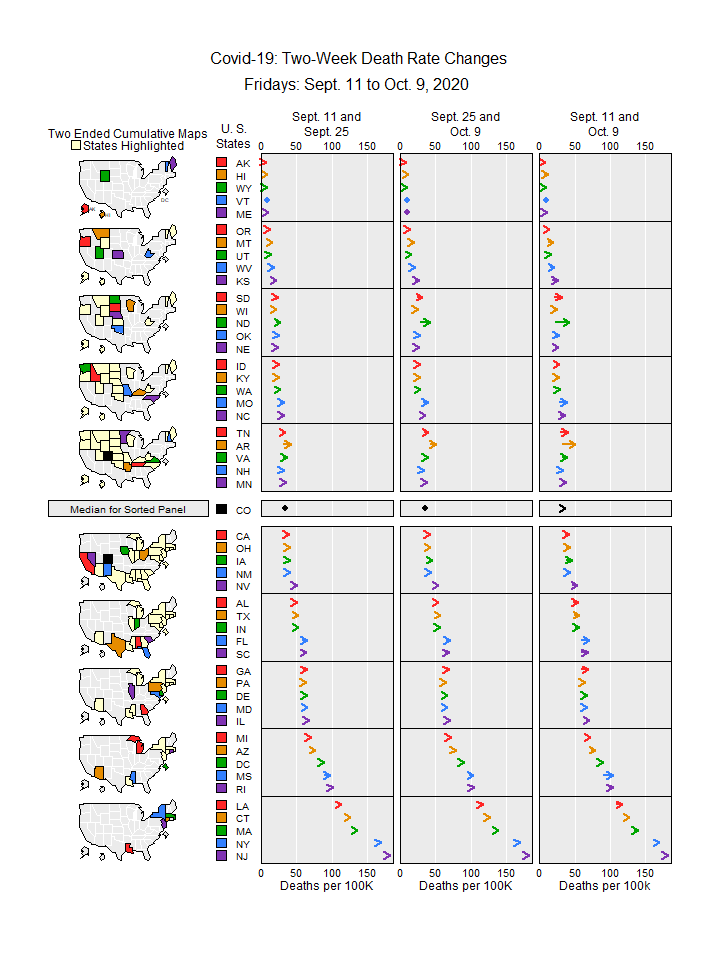 Covid-19: Two-Week Death Rate Changes
Fridays: Sept. 11 to Oct. 9, 2020
Two Ended Cumulative Maps
States Highlighted
U. S.
States
Sept. 11 and
Sept. 25
Sept. 25 and
Oct. 9
Sept. 11 and
Oct. 9
0 50 100 150
0 50 100 150
0 50 100 150
AK
HI
WY
VT
ME
AK
HI
DC
OR
MT
UT
WV
KS
SD
WI
ND
OK
NE
ID
KY
WA
MO
NC
TN
AR
VA
NH
MN
Median for Sorted Panel
CO
CA
OH
IA
NM
NV
AL
TX
IN
FL
SC
GA
PA
DE
MD
IL
MI
AZ
DC
MS
RI
LA
CT
MA
NY
NJ
0 50 100 150
0 50 100 150
0 50 100 150
Deaths per 100K
Deaths per 100K
Deaths per 100k